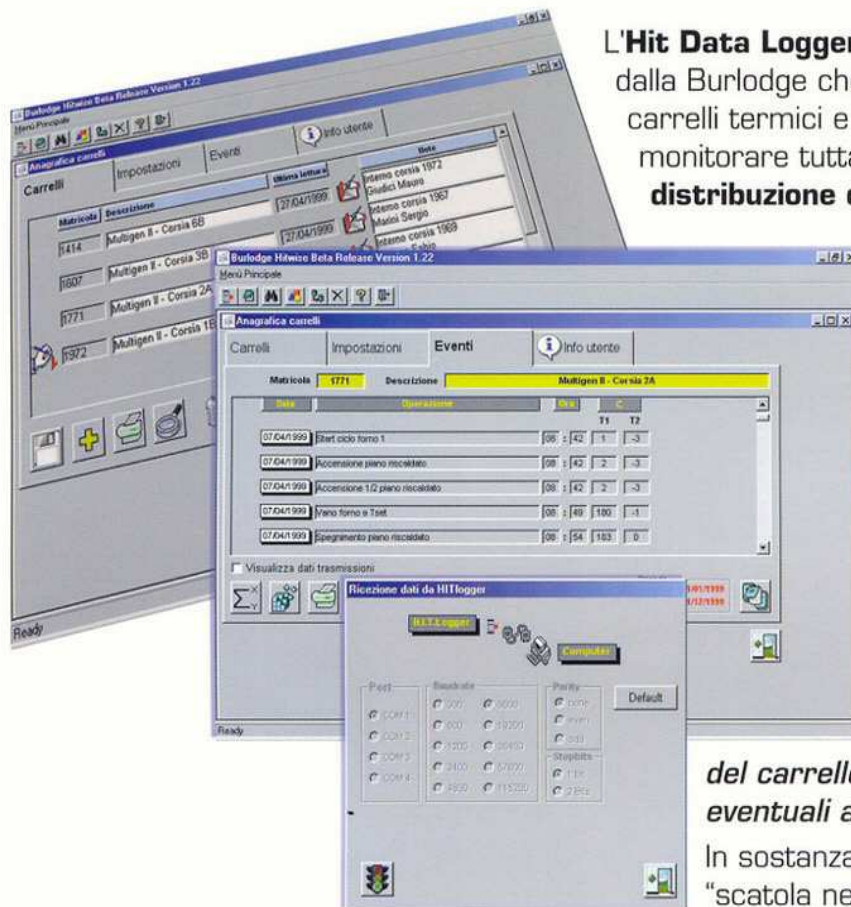 L'Hit Data Logger
dalla Burlodge ch
carrelli termici e
monitorare tutta
distribuzione
del carrello
eventuali a
In sostanza
"scatola ne
Burlodge Hitwise Beta Release Version 1.22
Menù Principale
Anagrafica carrelli
Carrelli
Impostazioni
Eventi
Info utente
Matricola
Descrizione
Ultima lettura
Note
1414
Multigen II - Corsia 6B
27/04/1999
Interno corsia 1972
Giudici Mauro
1607
Multigen II - Corsia 3B
27/04/1999
Interno corsia 1967
Marini Sergio
1771
Multigen II - Corsia 2A
Interno corsia 1969
Fabio
1972
Multigen II - Corsia 1B
Ready
Burlodge Hitwise Beta Release Version 1.22
Menù Principale
Anagrafica carrelli
Carrelli
Impostazioni
Eventi
Info utente
Matricola 1771 Descrizione Multigen II - Corsia 2A
Data Operazione Ora C
T1 T2
07/04/1999 Start ciclo forno 1 08 : 42 1 -3
07/04/1999 Accensione piano riscaldato 08 : 42 2 -3
07/04/1999 Accensione 1/2 piano riscaldato 08 : 42 2 -3
07/04/1999 Vano forno a Tset 08 : 49 180 -1
07/04/1999 Spegnimento piano riscaldato 08 : 54 183 0
Visualizza dati trasmissioni
/01/1999
/12/1999
Ready
Ricezione dati da HITlogger
H.I.T.Logger
Computer
Port
COM 1
COM 2
COM 3
COM 4
Baudrate
300 9600
600 19200
1200 38400
2400 57600
4800 115200
Parity
none
even
odd
Stopbits
1 bit
2 Bits
Default